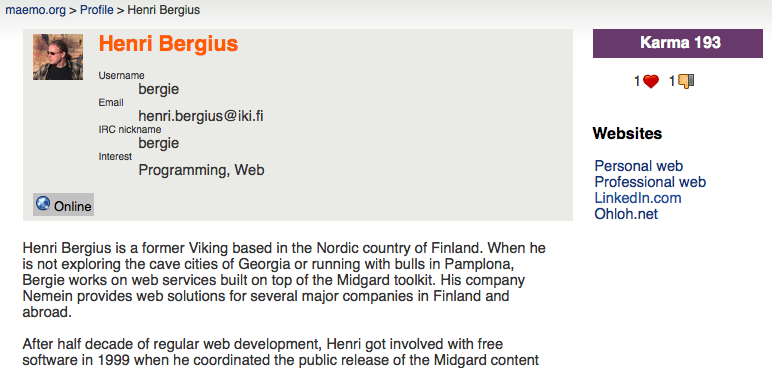 maemo.org > Profile > Henri Bergius
Henri Bergius
Username
bergie
Email
henri.bergius@iki.fi
IRC nickname
bergie
Interest
Programming, Web
Online
Karma 193
1 1
Websites
Personal web
Professional web
LinkedIn.com
Ohloh.net
Henri Bergius is a former Viking based in the Nordic country of Finland. When he
is not exploring the cave cities of Georgia or running with bulls in Pamplona,
Bergie works on web services built on top of the Midgard toolkit. His company
Nemein provides web solutions for several major companies in Finland and
abroad.
After half decade of regular web development, Henri got involved with free
software in 1999 when he coordinated the public release of the Midgard content